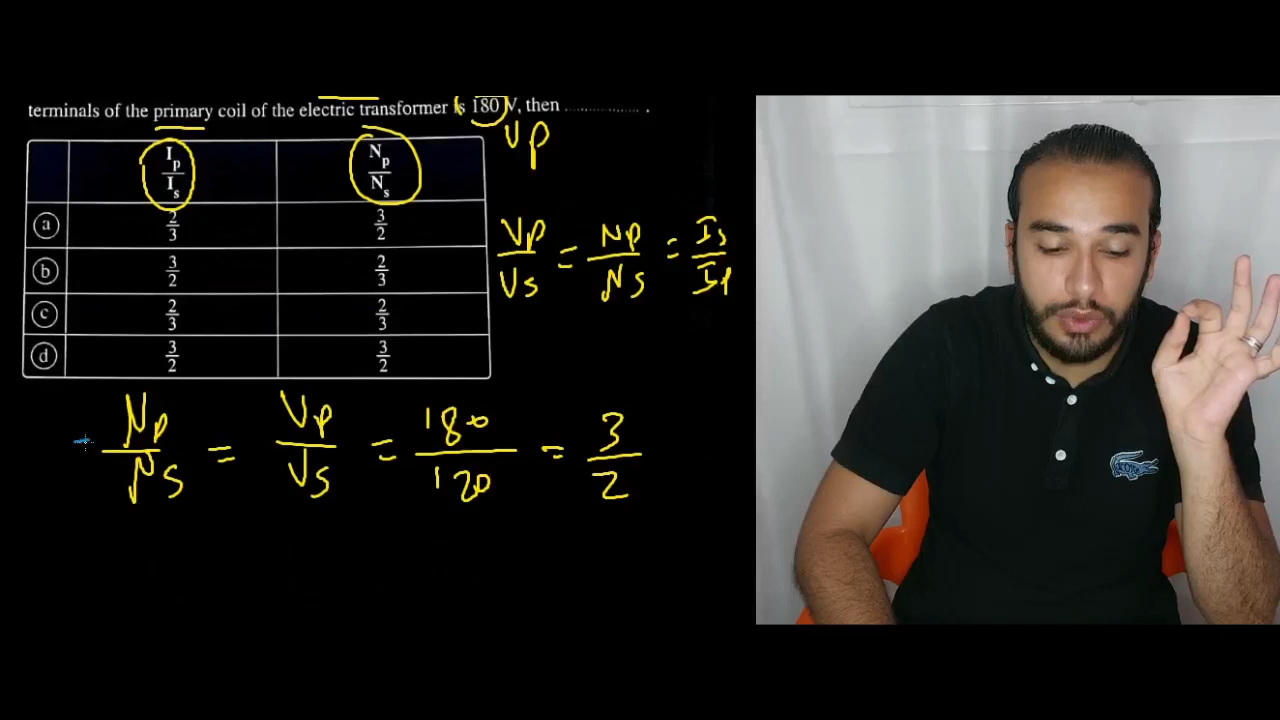 terminals of the primary coil of the electric transformer is 180 V, then ............... .
Vp
Ip/Is Np/Ns
a 2/3 3/2
b 3/2 2/3
c 2/3 2/3
d 3/2 3/2
Vp/Vs = Np/Ns = Is/Ip
Np/Ns = Vp/Vs = 180/120 = 3/2